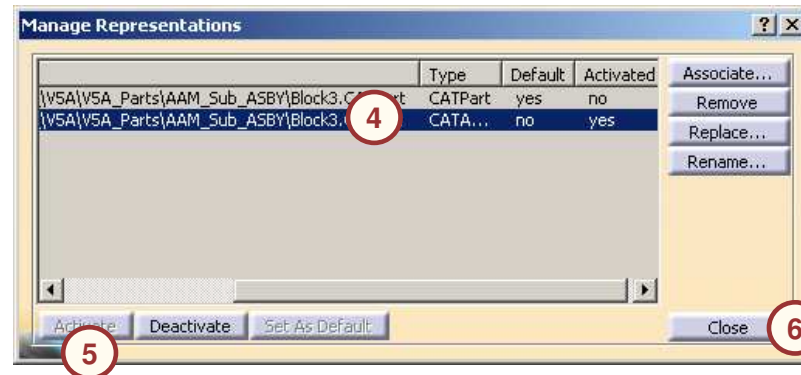 Manage Representations ? ×
Type Default Activated Associate...
\V5A\V5A_Parts\AAM_Sub_ASBY\Block3. CATPart yes no Remove
\V5A\V5A_Parts\AAM_Sub_ASBY\Block3. 4 CATA... no yes
Replace...
Rename...
Activate Deactivate Set As Default Close 6
5